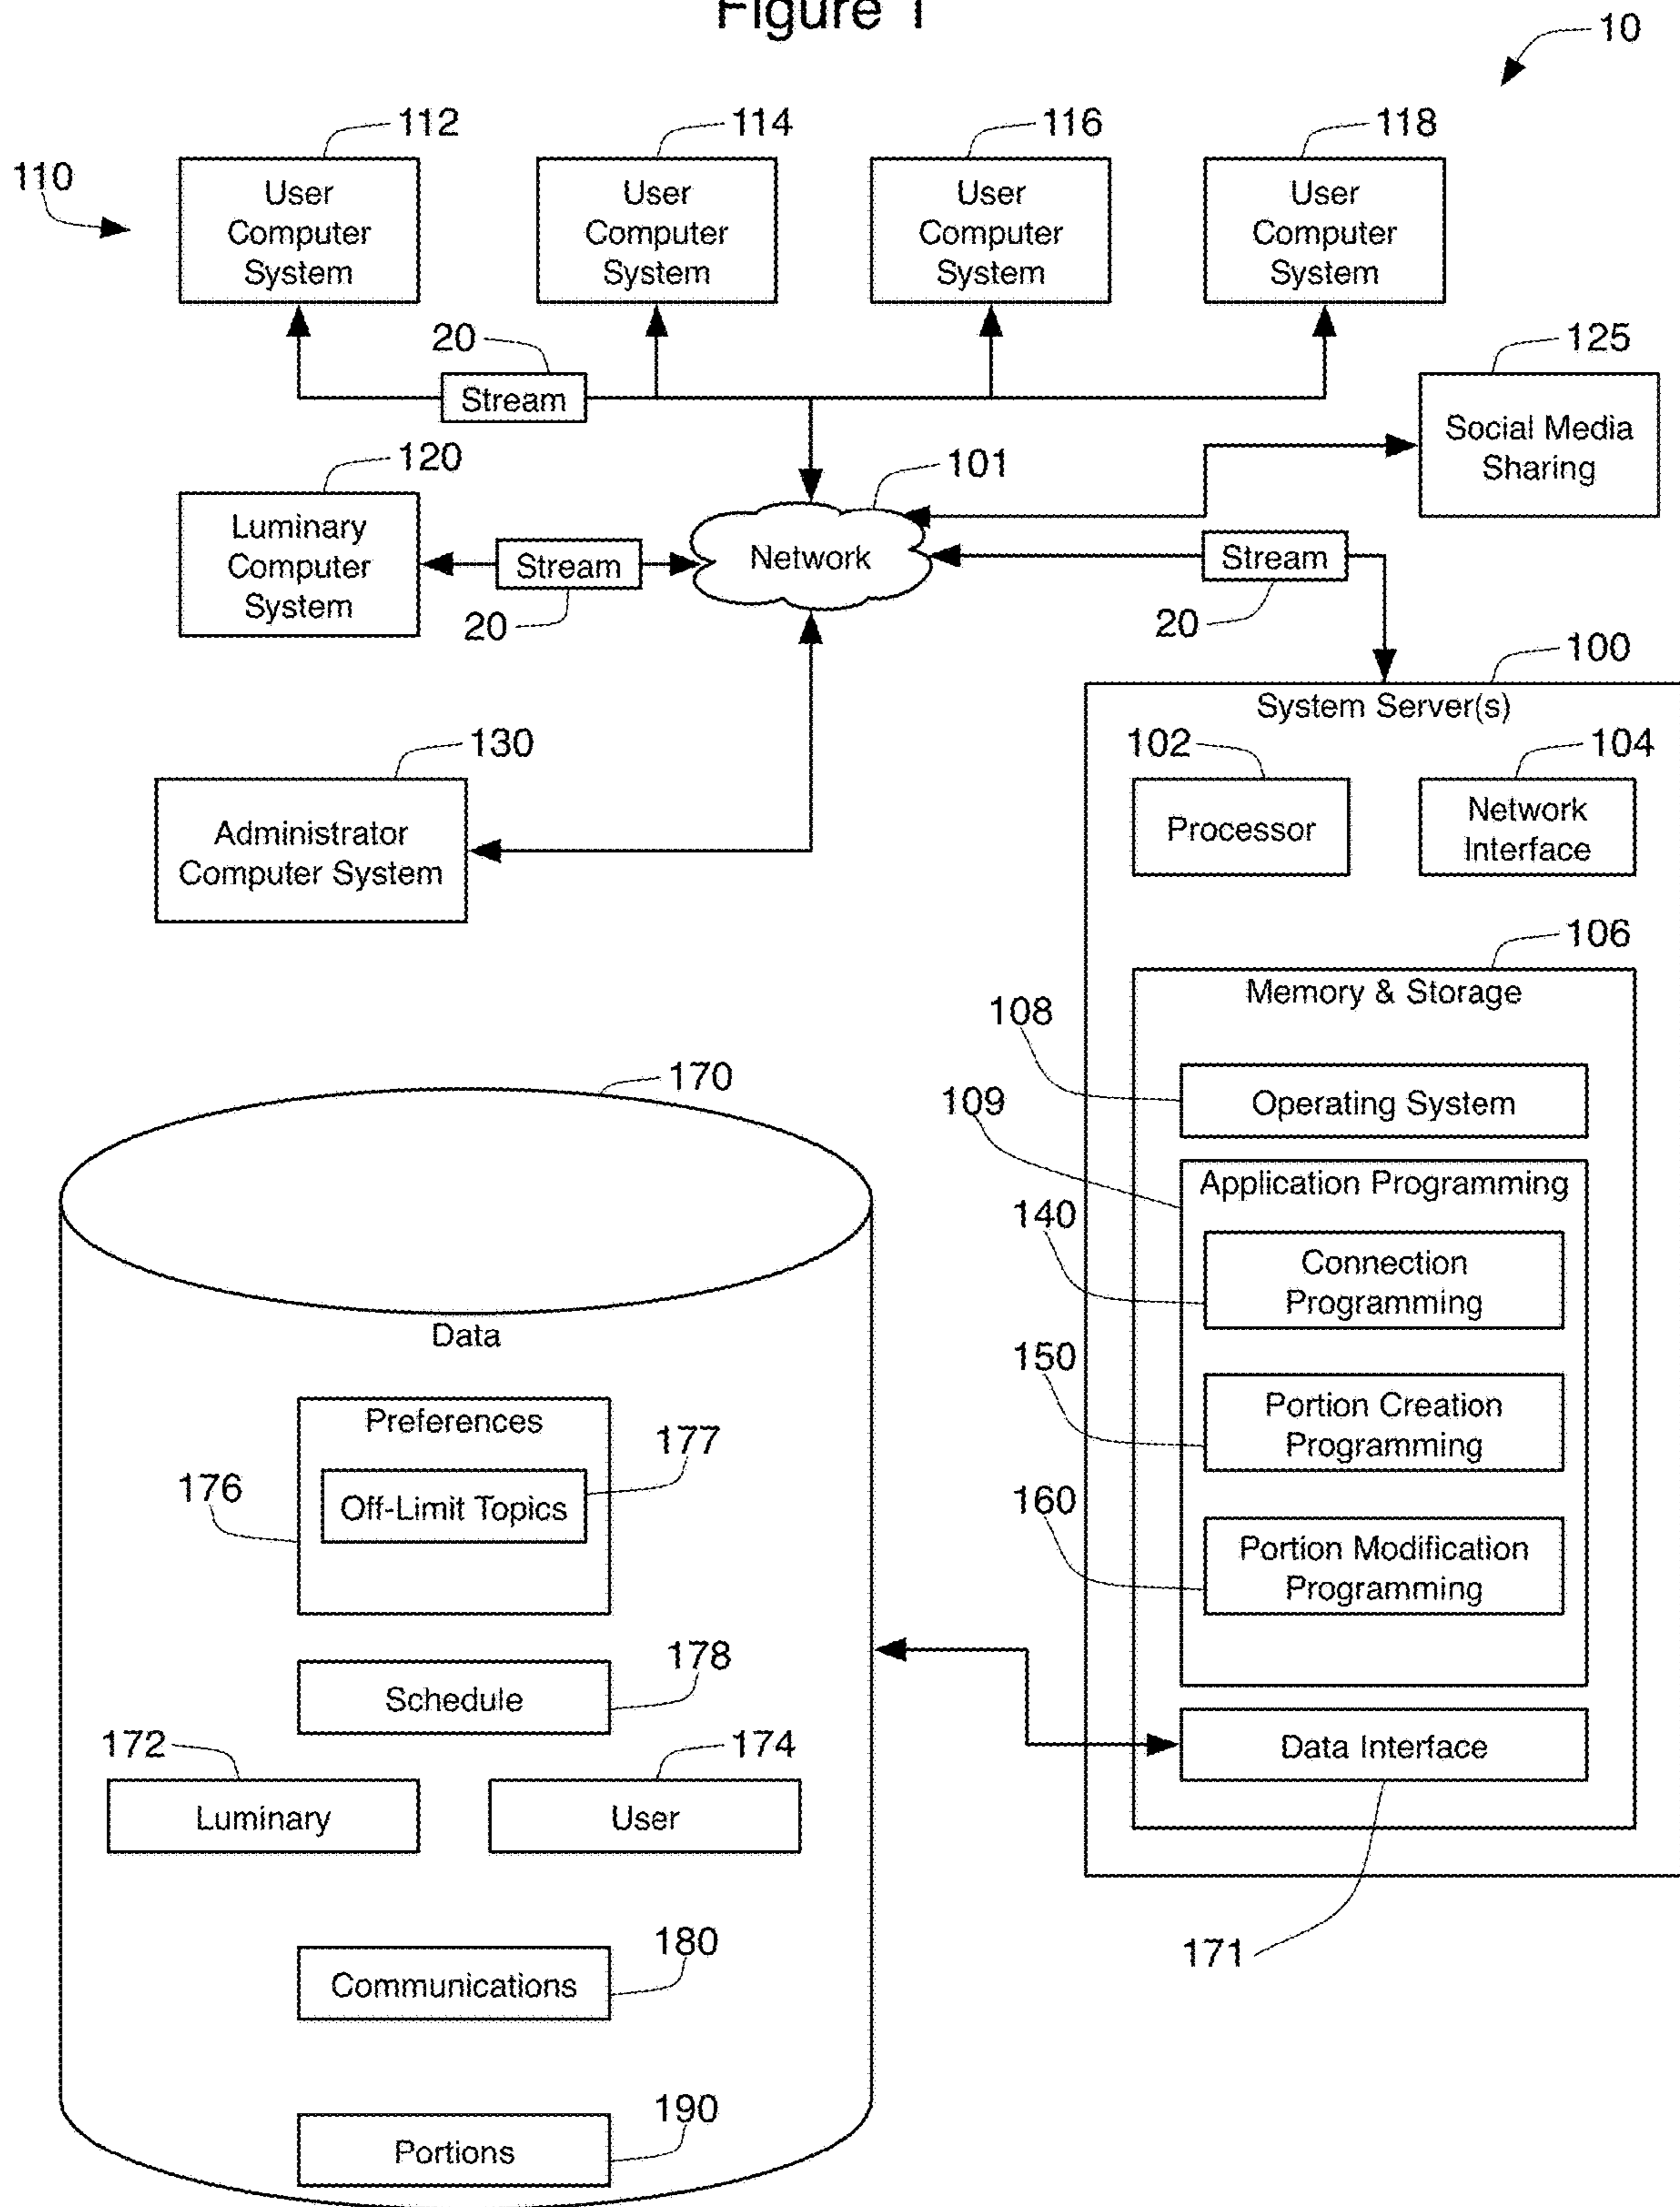 Figure 1
10
112
114
116
118
110
User
Computer
System
User
Computer
System
User
Computer
System
User
Computer
System
20
Stream
125
Social Media
Sharing
120
Luminary
Computer
System
Stream
20
101
Network
Stream
20
100
System Server(s)
130
Administrator
Computer System
102
Processor
104
Network
Interface
106
Memory & Storage
108
Operating System
109
Application Programming
140
Connection
Programming
150
Portion Creation
Programming
160
Portion Modification
Programming
Data Interface
171
170
Data
Preferences
177
176
Off-Limit Topics
178
Schedule
172
174
Luminary
User
180
Communications
190
Portions